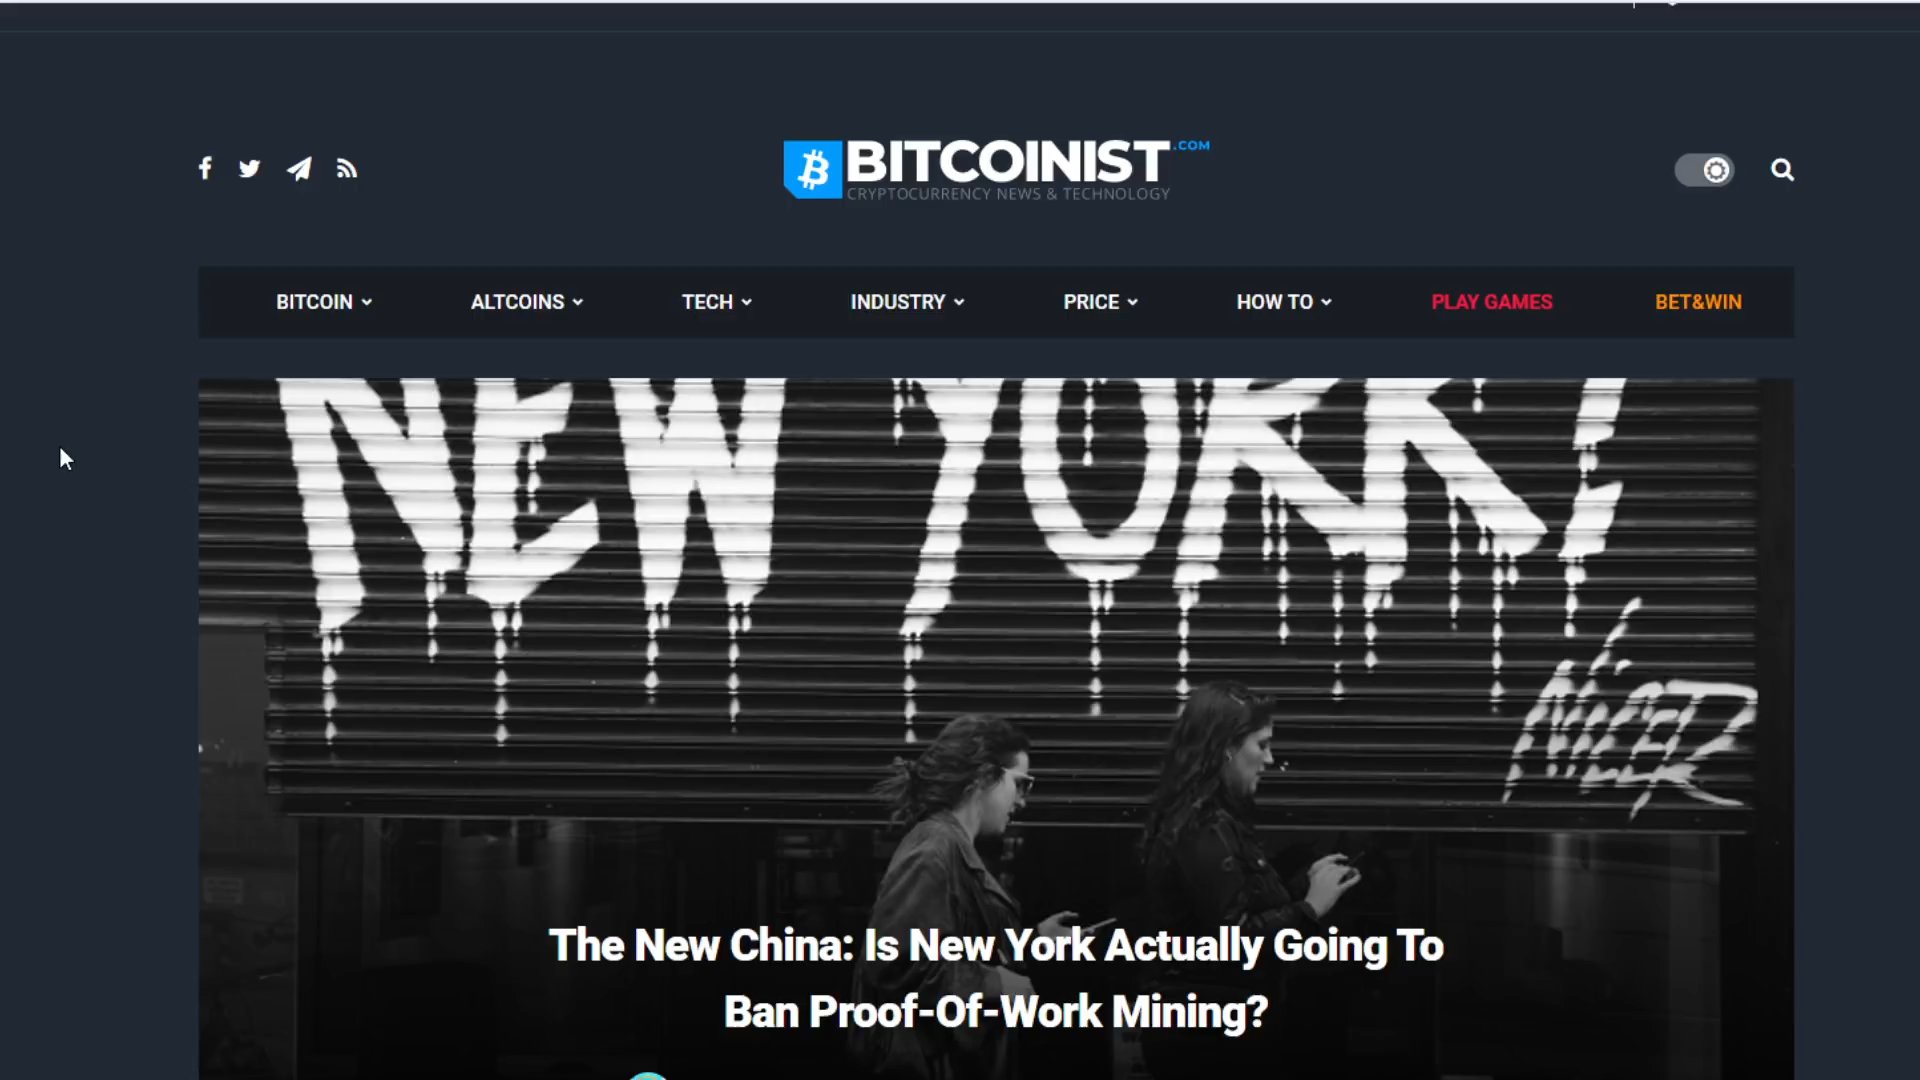 BITCOINIST.COM
CRYPTOCURRENCY NEWS & TECHNOLOGY
BITCOIN
ALTCOINS
TECH
INDUSTRY
PRICE
HOW TO
PLAY GAMES
BET&WIN
NEW YORK!
The New China: Is New York Actually Going To
Ban Proof-Of-Work Mining?